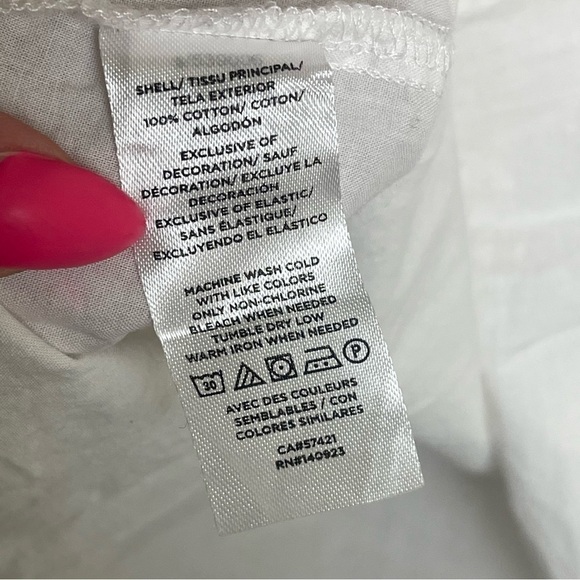 SHELL/ TISSU PRINCIPAL/
TELA EXTERIOR
100% COTTON/ COTON/
ALGODÓN
EXCLUSIVE OF
DECORATION/ SAUF
DÉCORATION/ EXCLUYE LA
DECORACIÓN
EXCLUSIVE OF ELASTIC/
SANS ÉLASTIQUE/
EXCLUYENDO EL ELÁSTICO
MACHINE WASH COLD
WITH LIKE COLORS
ONLY NON-CHLORINE
BLEACH WHEN NEEDED
TUMBLE DRY LOW
WARM IRON WHEN NEEDED
30 P
AVEC DES COULEURS
SEMBLABLES / CON
COLORES SIMILARES
CA#57421
RN#140923